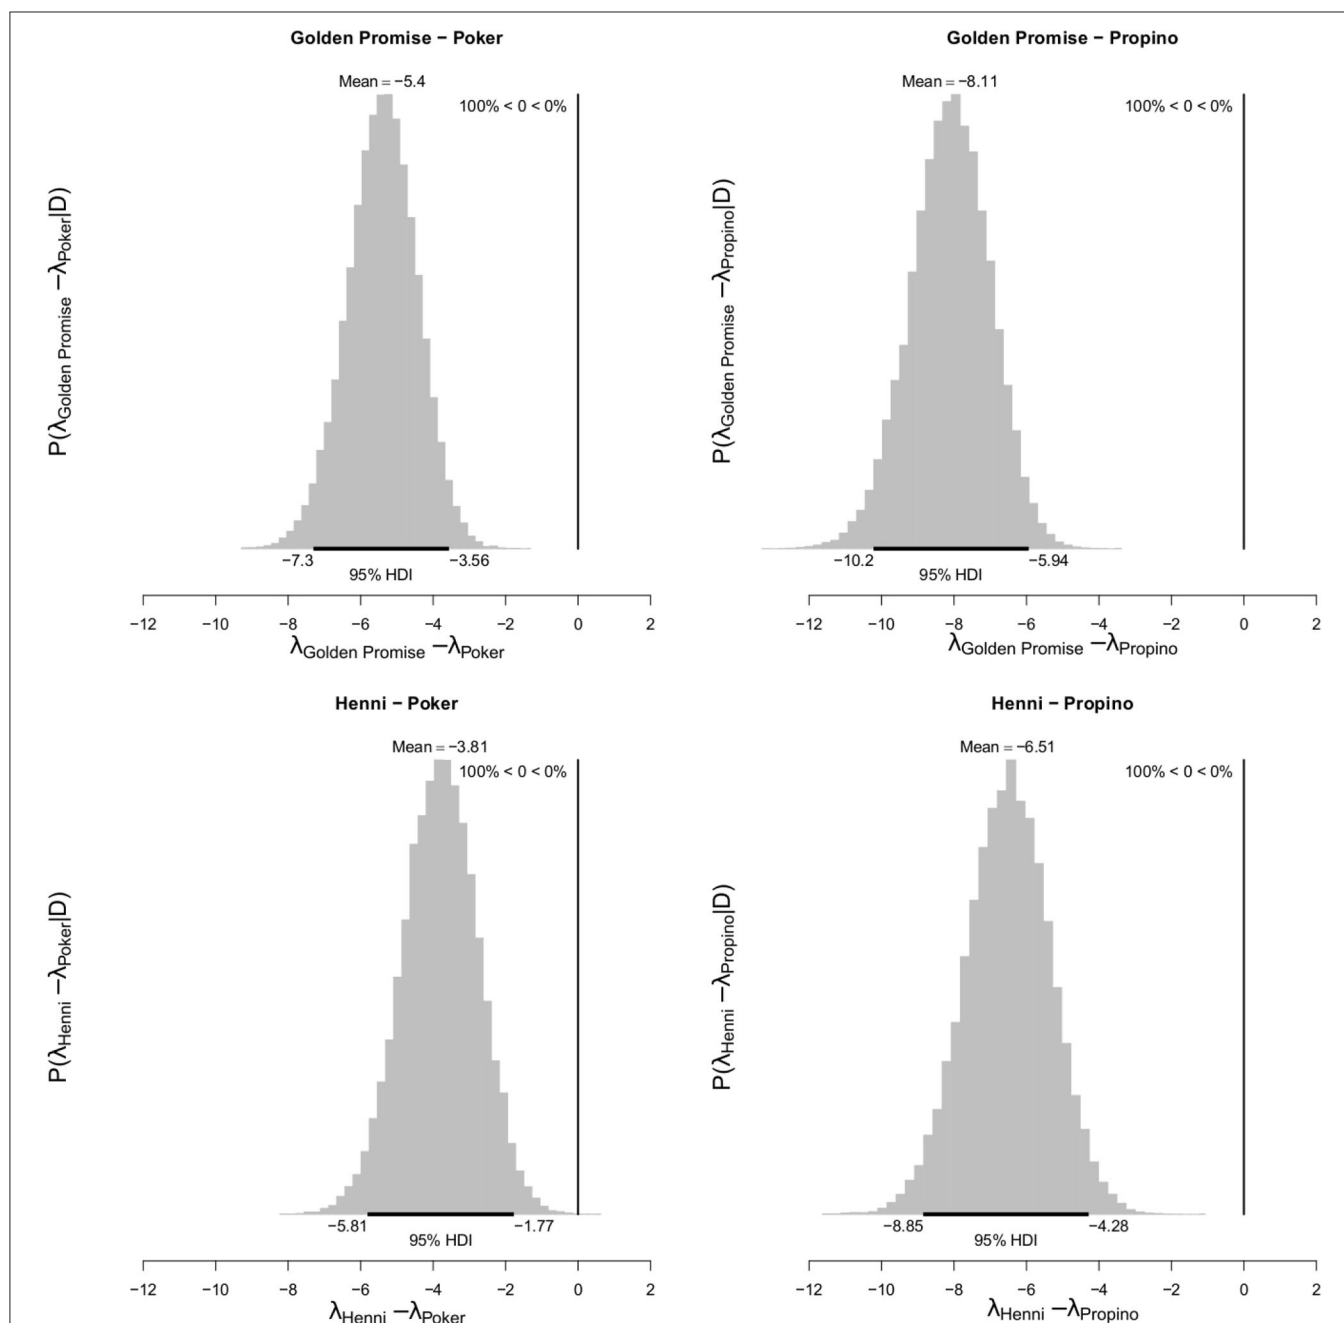 Golden Promise − Poker
Mean = −5.4
100% < 0 < 0%
P(λGolden Promise −λPoker|D)
−7.3 −3.56
95% HDI
−12 −10 −8 −6 −4 −2 0 2
λGolden Promise −λPoker
Golden Promise − Propino
Mean = −8.11
100% < 0 < 0%
P(λGolden Promise −λPropino|D)
−10.2 −5.94
95% HDI
−12 −10 −8 −6 −4 −2 0 2
λGolden Promise −λPropino
Henni − Poker
Mean = −3.81
100% < 0 < 0%
P(λHenni −λPoker|D)
−5.81 −1.77
95% HDI
−12 −10 −8 −6 −4 −2 0 2
λHenni −λPoker
Henni − Propino
Mean = −6.51
100% < 0 < 0%
P(λHenni −λPropino|D)
−8.85 −4.28
95% HDI
−12 −10 −8 −6 −4 −2 0 2
λHenni −λPropino